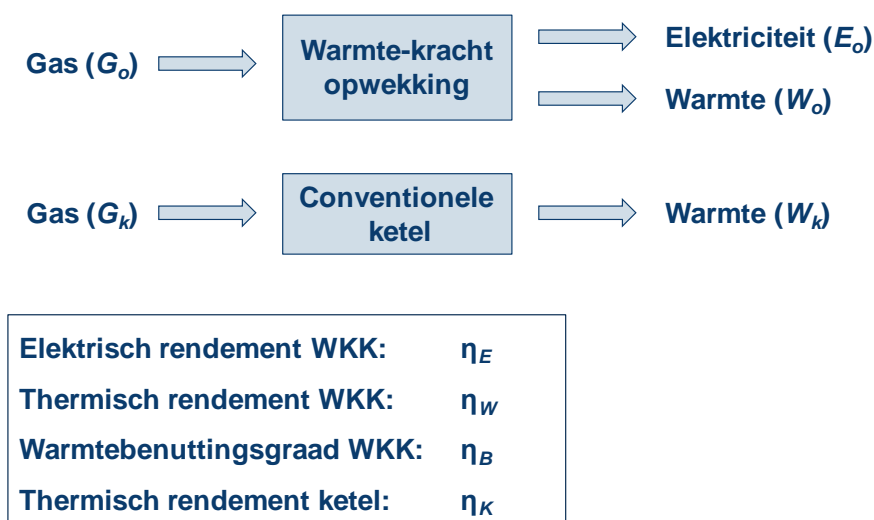 Gas (Go)
Warmte-kracht
opwekking
Elektriciteit (Eo)
Warmte (Wo)
Gas (Gk)
Conventionele
ketel
Warmte (Wk)
Elektrisch rendement WKK: ηE
Thermisch rendement WKK: ηW
Warmtebenuttingsgraad WKK: ηB
Thermisch rendement ketel: ηK